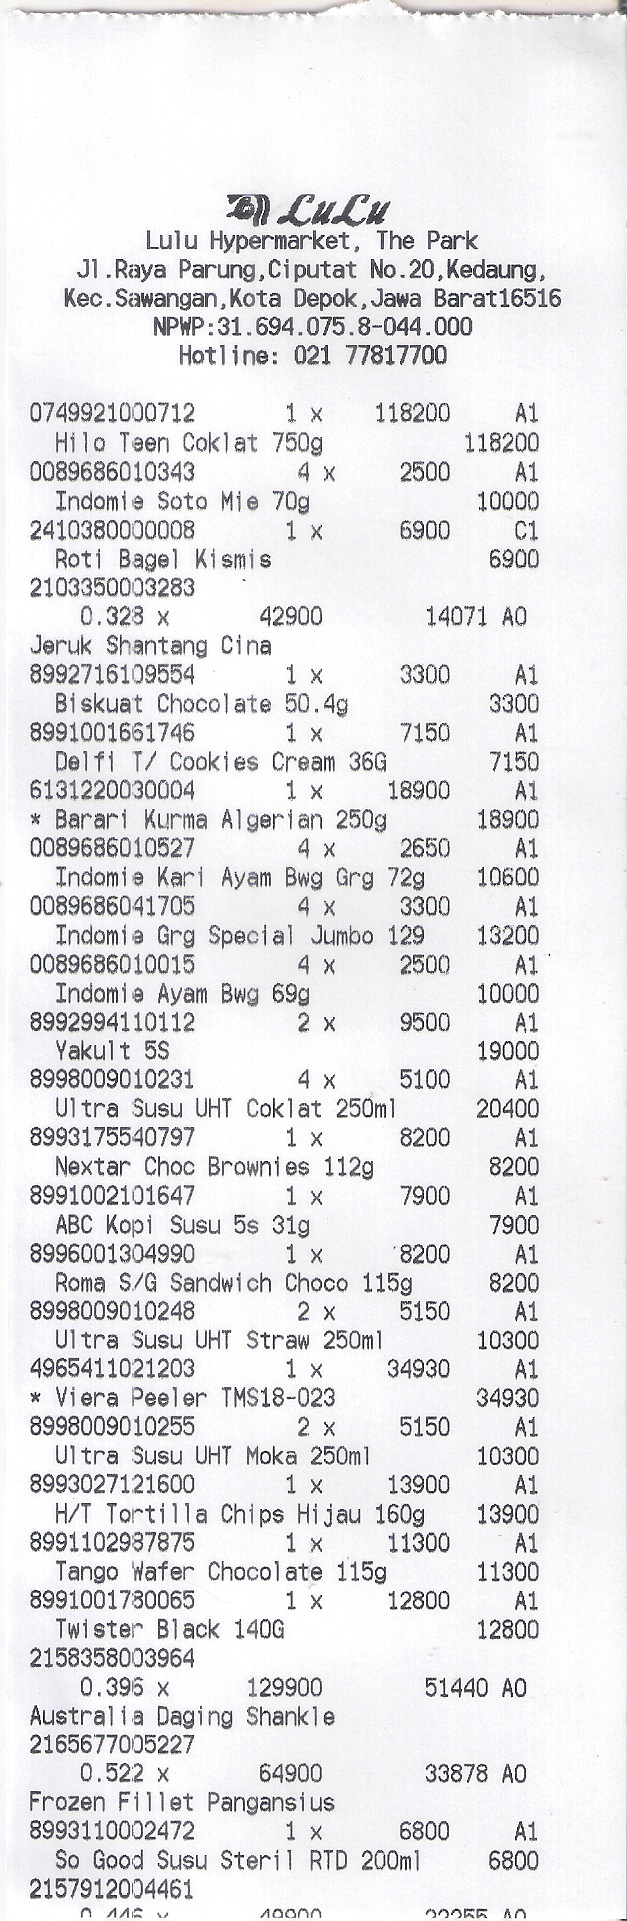 LuLu
Lulu Hypermarket, The Park
Jl.Raya Parung,Ciputat No.20,Kedaung,
Kec.Sawangan,Kota Depok,Jawa Barat16516
NPWP:31.694.075.8-044.000
Hotline: 021 77817700
0749921000712 1 x 118200 A1
Hilo Teen Coklat 750g 118200
0089686010343 4 x 2500 A1
Indomie Soto Mie 70g 10000
2410380000008 1 x 6900 C1
Roti Bagel Kismis 6900
2103350003283
0.328 x 42900 14071 A0
Jeruk Shantang Cina
8992716109554 1 x 3300 A1
Biskuat Chocolate 50.4g 3300
8991001661746 1 x 7150 A1
Delfi T/ Cookies Cream 36G 7150
6131220030004 1 x 18900 A1
* Barari Kurma Algerian 250g 18900
0089686010527 4 x 2650 A1
Indomie Kari Ayam Bwg Grg 72g 10600
0089686041705 4 x 3300 A1
Indomie Grg Special Jumbo 129 13200
0089686010015 4 x 2500 A1
Indomie Ayam Bwg 69g 10000
8992994110112 2 x 9500 A1
Yakult 5S 19000
8998009010231 4 x 5100 A1
Ultra Susu UHT Coklat 250ml 20400
8993175540797 1 x 8200 A1
Nextar Choc Brownies 112g 8200
8991002101647 1 x 7900 A1
ABC Kopi Susu 5s 31g 7900
8996001304990 1 x 8200 A1
Roma S/G Sandwich Choco 115g 8200
8998009010248 2 x 5150 A1
Ultra Susu UHT Straw 250ml 10300
4965411021203 1 x 34930 A1
* Viera Peeler TMS18-023 34930
8998009010255 2 x 5150 A1
Ultra Susu UHT Moka 250ml 10300
8993027121600 1 x 13900 A1
H/T Tortilla Chips Hijau 160g 13900
8991102987875 1 x 11300 A1
Tango Wafer Chocolate 115g 11300
8991001780065 1 x 12800 A1
Twister Black 140G 12800
2158358003964
0.396 x 129900 51440 A0
Australia Daging Shankle
2165677005227
0.522 x 64900 33878 A0
Frozen Fillet Pangansius
8993110002472 1 x 6800 A1
So Good Susu Steril RTD 200ml 6800
2157912004461
0.446 x 49900 22255 A0